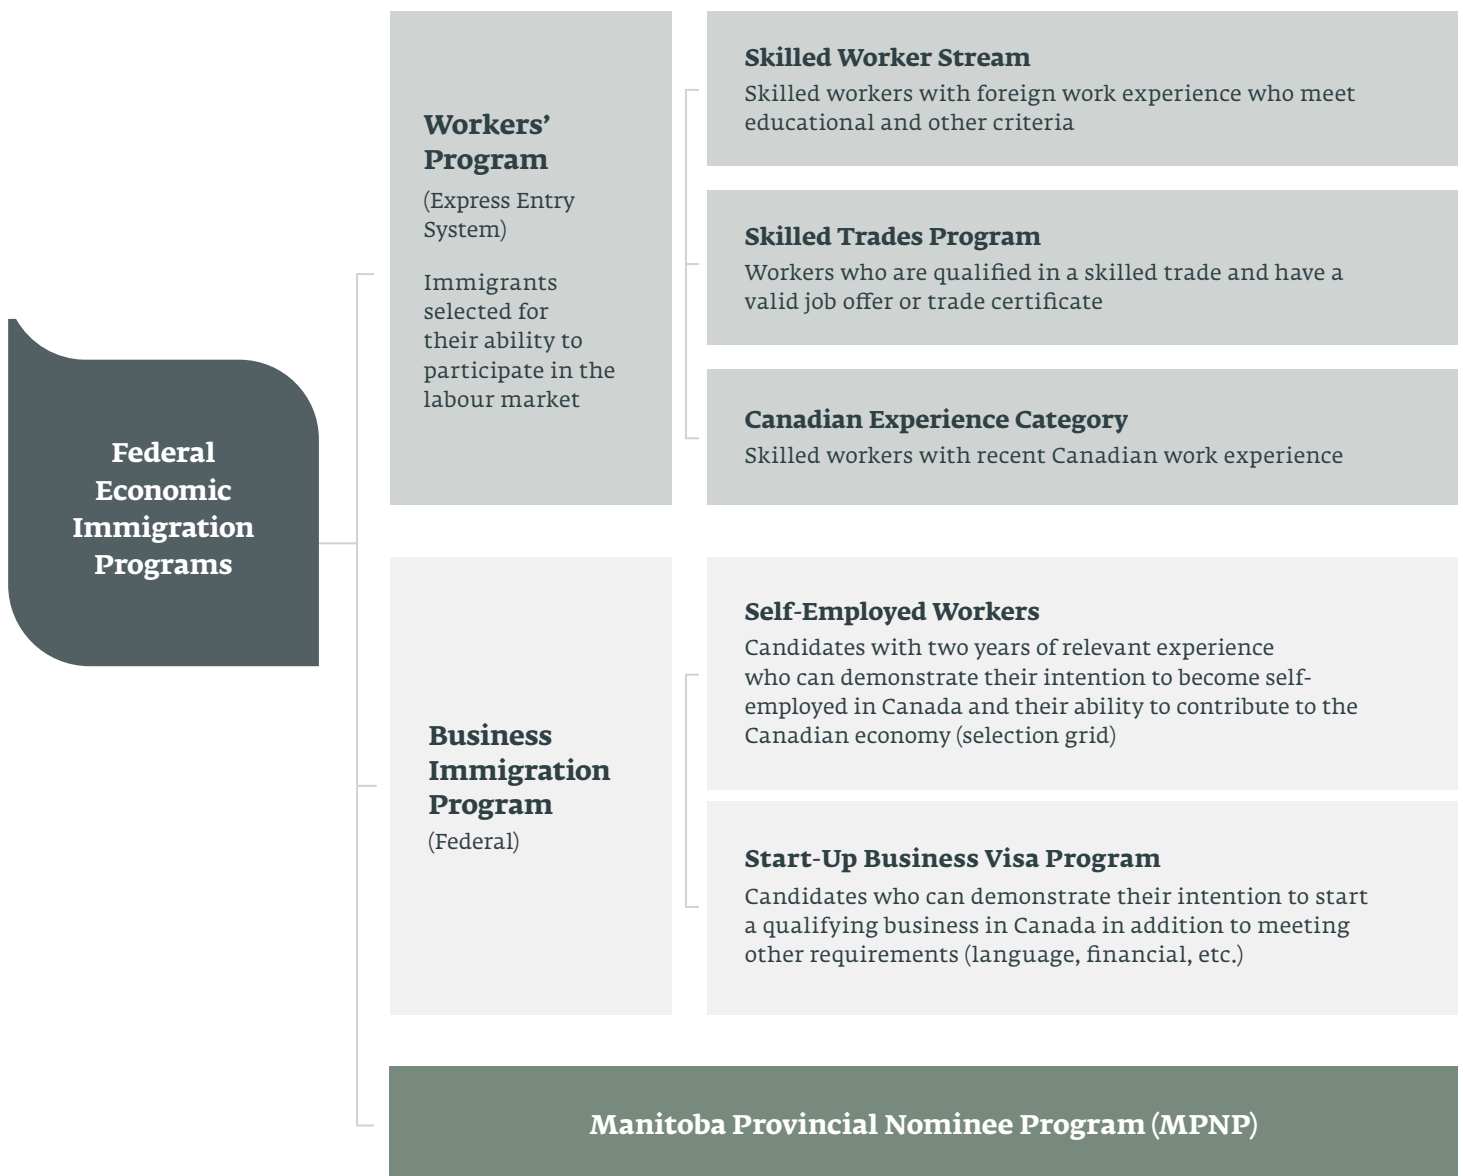 Federal
Economic
Immigration
Programs
Workers’
Program
(Express Entry
System)
Immigrants
selected for
their ability to
participate in the
labour market
Skilled Worker Stream
Skilled workers with foreign work experience who meet
educational and other criteria
Skilled Trades Program
Workers who are qualified in a skilled trade and have a
valid job offer or trade certificate
Canadian Experience Category
Skilled workers with recent Canadian work experience
Business
Immigration
Program
(Federal)
Self-Employed Workers
Candidates with two years of relevant experience
who can demonstrate their intention to become self-
employed in Canada and their ability to contribute to the
Canadian economy (selection grid)
Start-Up Business Visa Program
Candidates who can demonstrate their intention to start
a qualifying business in Canada in addition to meeting
other requirements (language, financial, etc.)
Manitoba Provincial Nominee Program (MPNP)